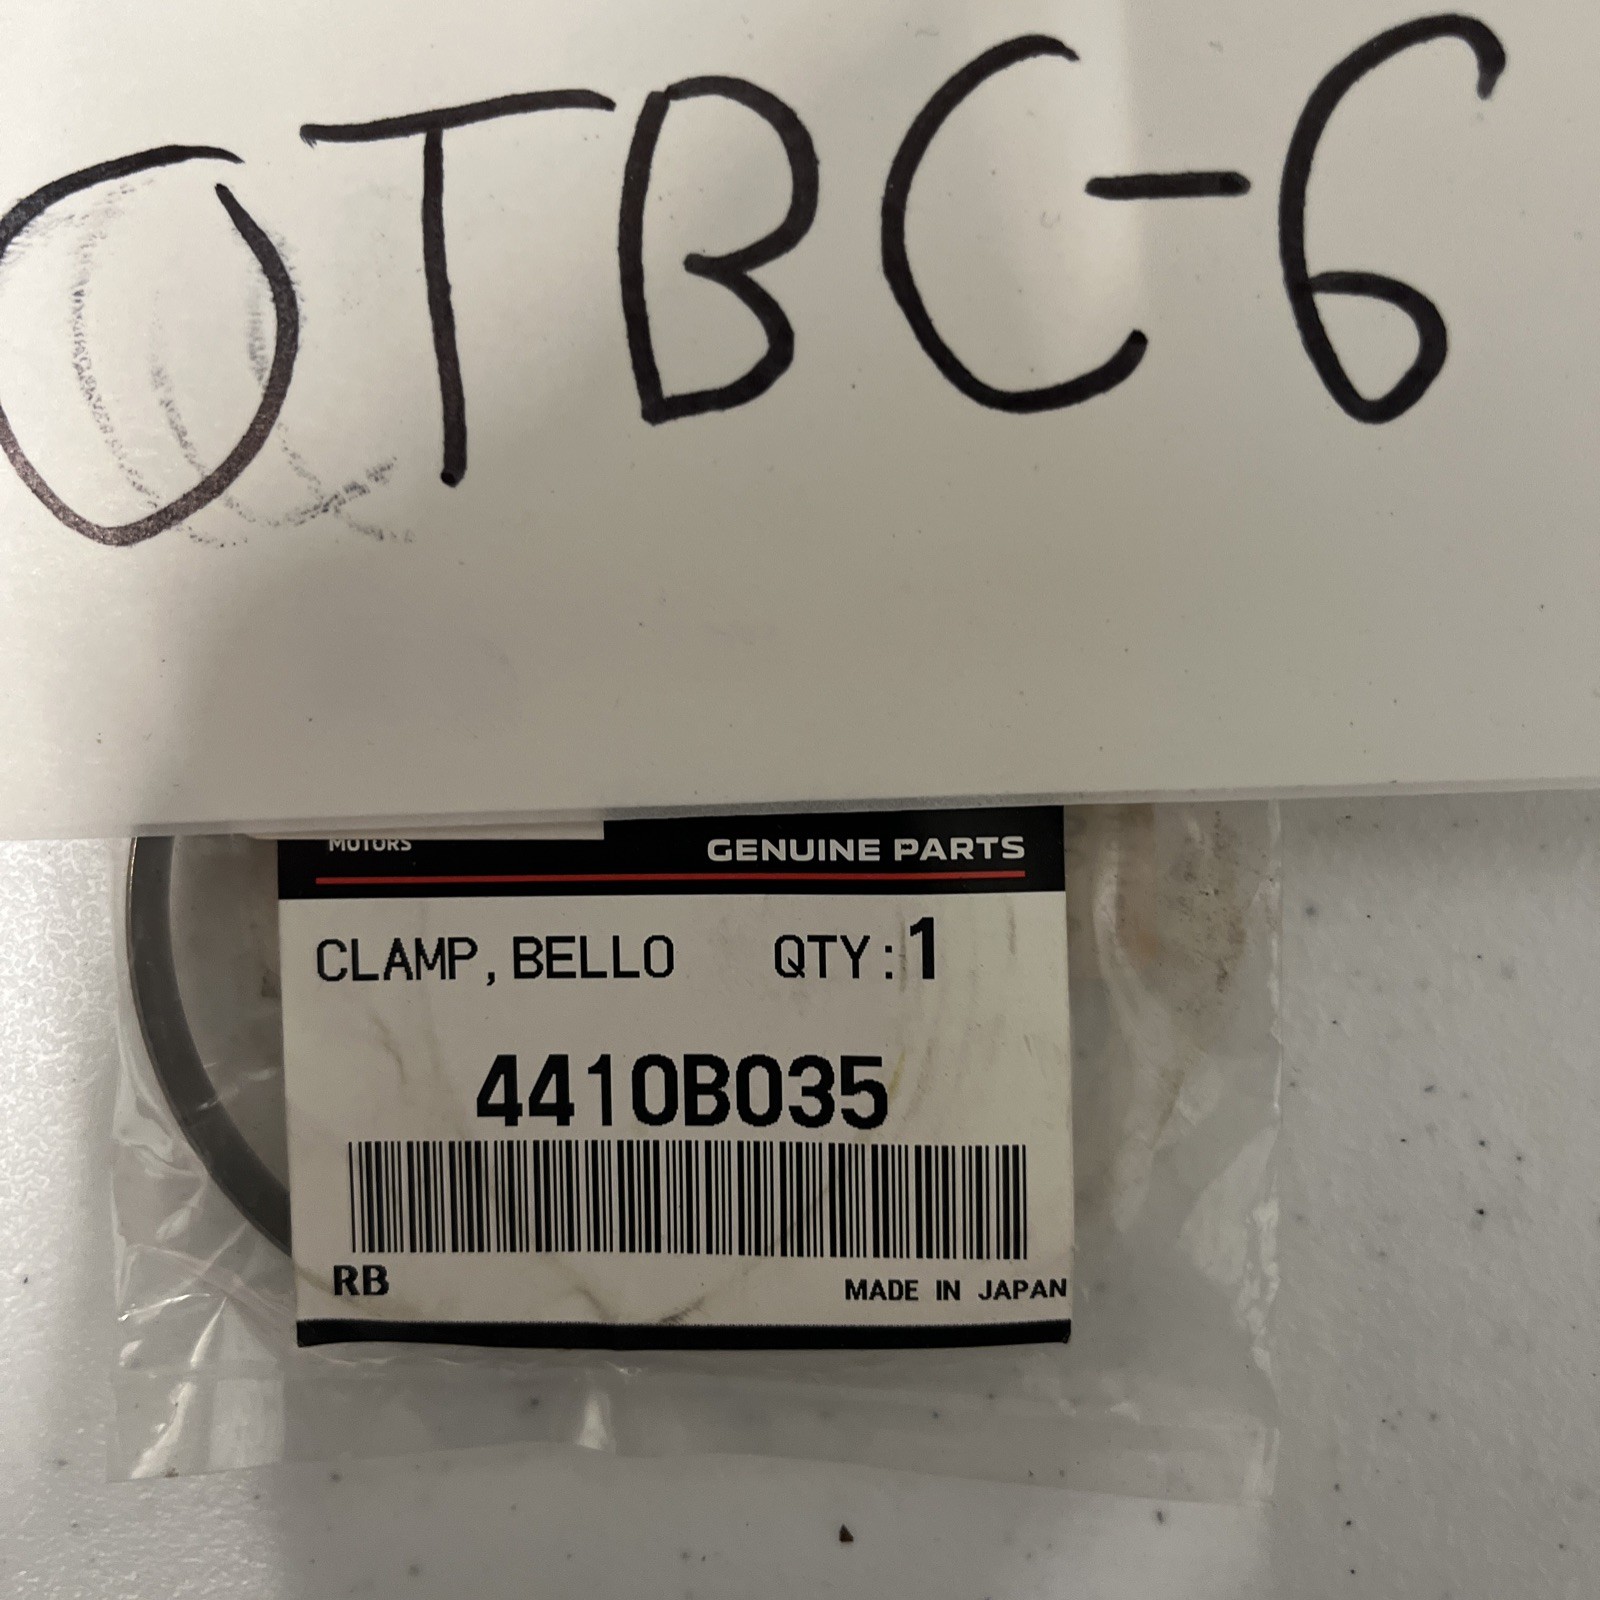 OTBC-6
MOTORS GENUINE PARTS
CLAMP, BELLO QTY: 1
4410B035
RB MADE IN JAPAN